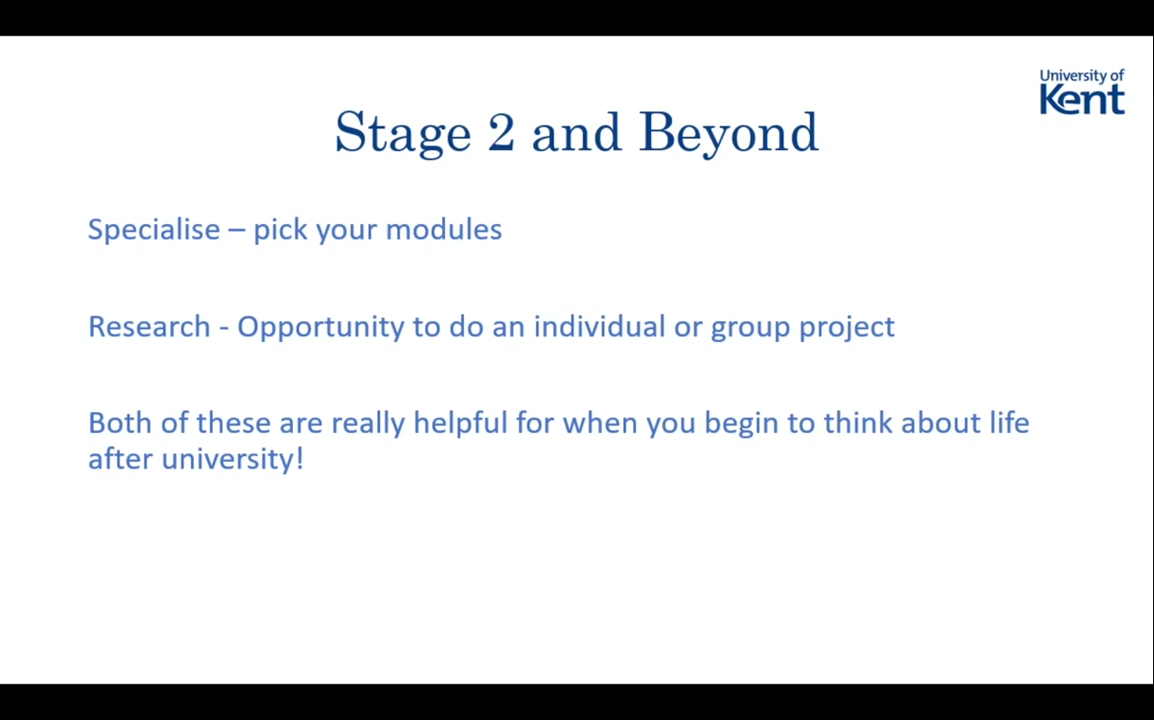 University of
Kent
Stage 2 and Beyond
Specialise – pick your modules
Research - Opportunity to do an individual or group project
Both of these are really helpful for when you begin to think about life
after university!